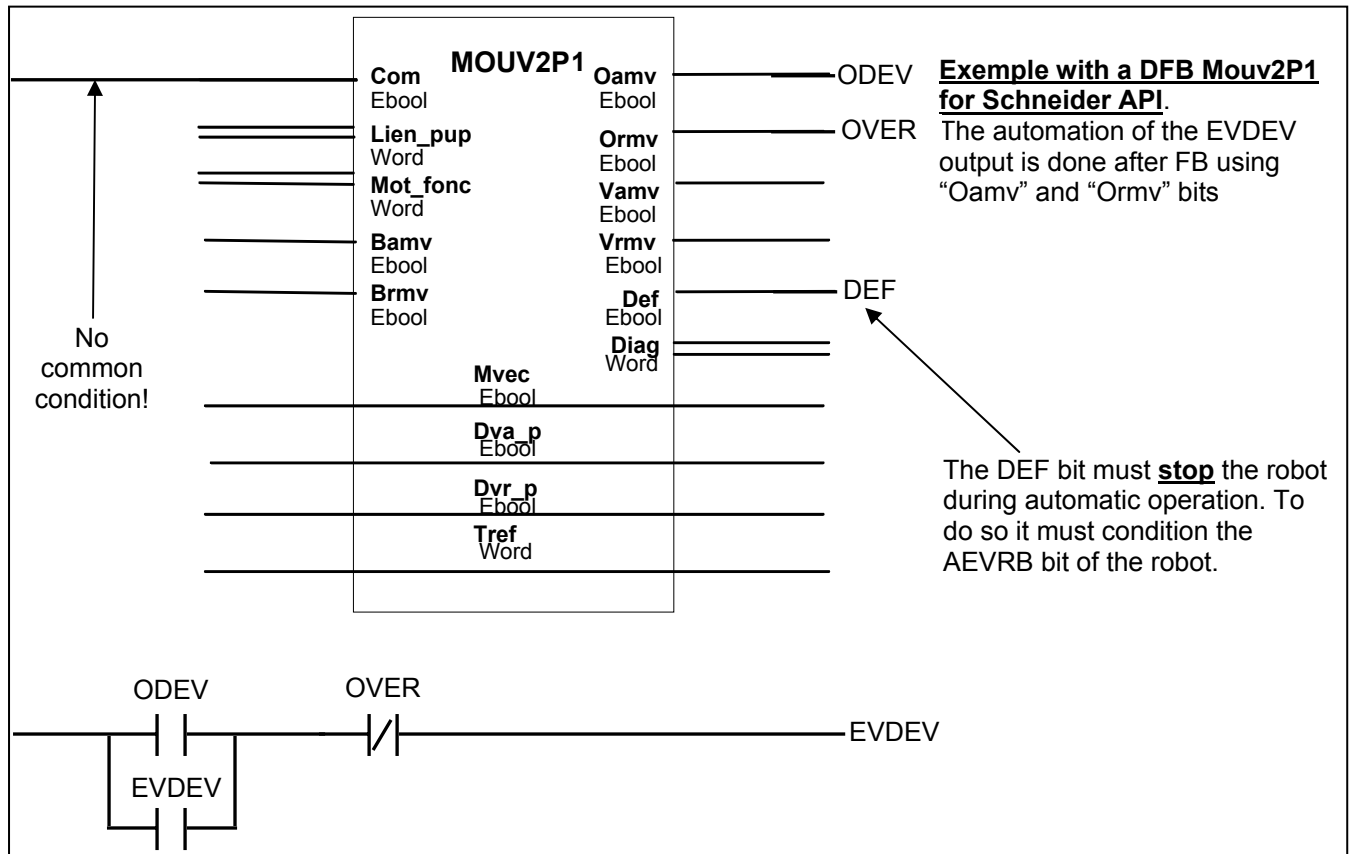 MOUV2P1
Com
Ebool
Lien_pup
Word
Mot_fonc
Word
Bamv
Ebool
Brmv
Ebool
Oamv
Ebool
Ormv
Ebool
Vamv
Ebool
Vrmv
Ebool
Def
Ebool
Diag
Word
Mvec
Ebool
Dva_p
Ebool
Dvr_p
Ebool
Tref
Word
ODEV
OVER
DEF
No
common
condition!
Exemple with a DFB Mouv2P1
for Schneider API.
The automation of the EVDEV
output is done after FB using
“Oamv” and “Ormv” bits
The DEF bit must stop the robot
during automatic operation. To
do so it must condition the
AEVRB bit of the robot.
ODEV
OVER
EVDEV
EVDEV